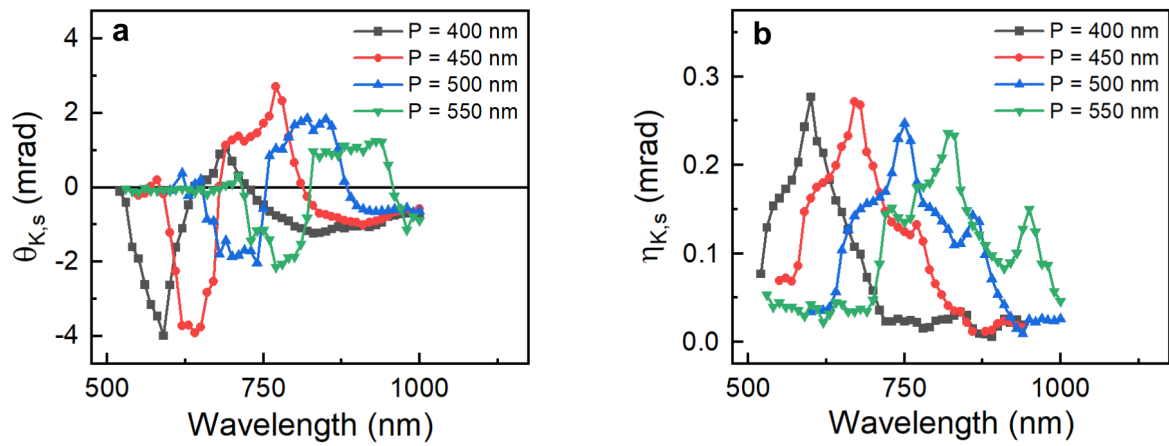 a
P = 400 nm
P = 450 nm
P = 500 nm
P = 550 nm
4
2
0
-2
-4
θK,s (mrad)
500
750
1000
Wavelength (nm)
b
P = 400 nm
P = 450 nm
P = 500 nm
P = 550 nm
0.3
0.2
0.1
0.0
ηK,s (mrad)
500
750
1000
Wavelength (nm)